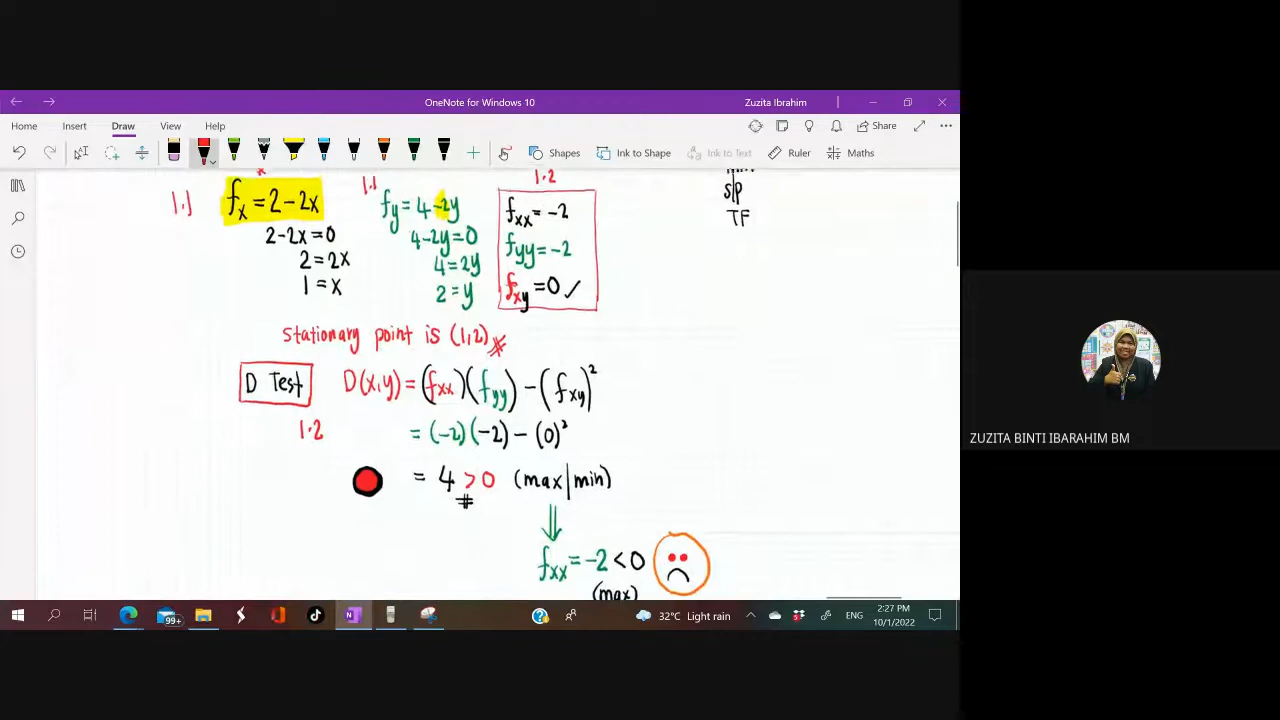 OneNote for Windows 10
Zuzita Ibrahim
Home Insert Draw View Help
Share
Shapes Ink to Shape Ink to Text Ruler Maths
1.1 fx = 2 - 2x
2 - 2x = 0
2 = 2x
1 = x
1.1 fy = 4 - 2y
4 - 2y = 0
4 = 2y
2 = y
1.2
fxx = -2
fyy = -2
fxy = 0 ✓
S|P
TF
stationary point is (1,2)
D Test D(x,y) = (fxx)(fyy) - (fxy)²
1.2 = (-2)(-2) - (0)²
= 4 > 0 (max|min)
⇓
fxx = -2 < 0
(max)
ZUZITA BINTI IBARAHIM BM
99+
32°C Light rain
ENG
2:27 PM
10/1/2022